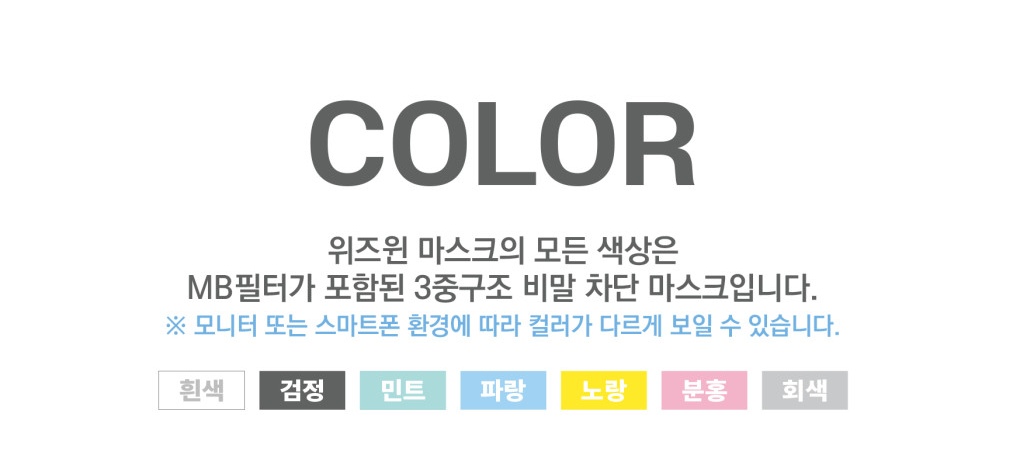 COLOR
위즈윈 마스크의 모든 색상은
MB필터가 포함된 3중구조 비말 차단 마스크입니다.
※ 모니터 또는 스마트폰 환경에 따라 컬러가 다르게 보일 수 있습니다.
흰색 검정 민트 파랑 노랑 분홍 회색